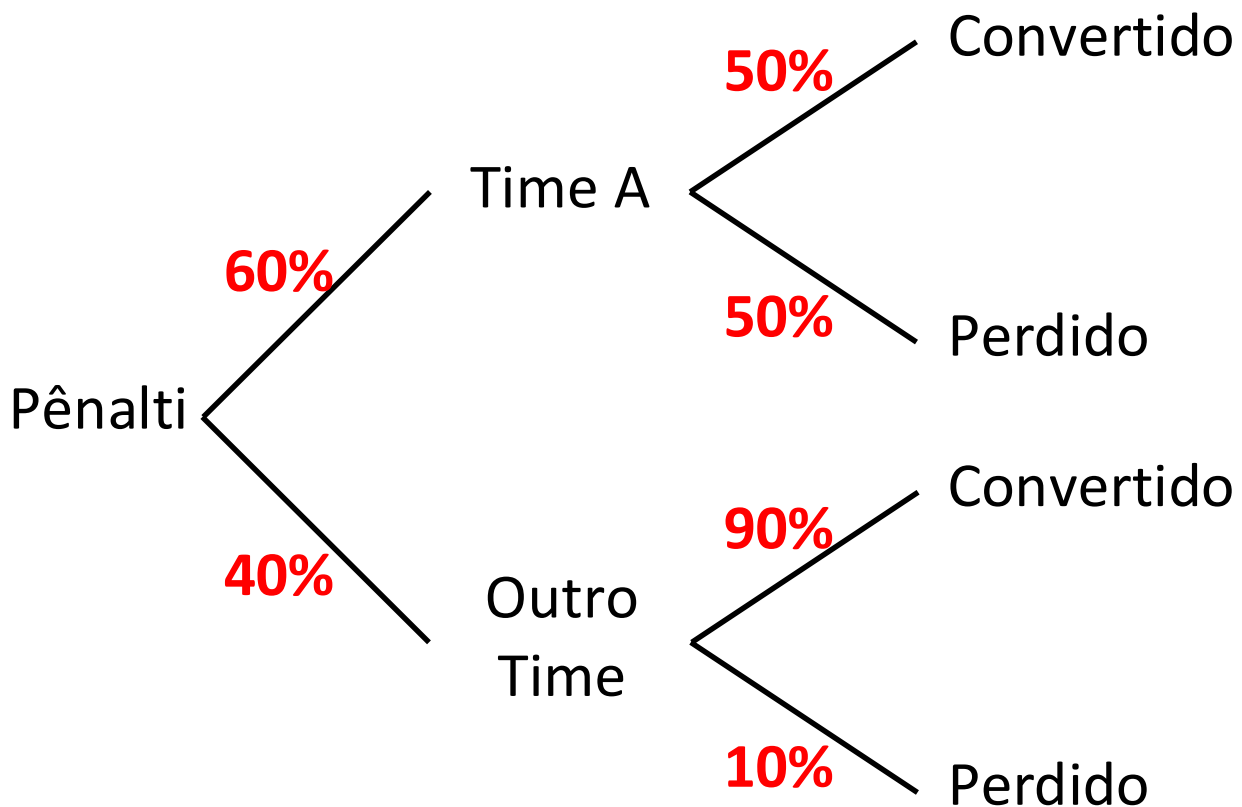 Convertido
50%
Time A
60%
50%
Perdido
Pênalti
Convertido
90%
40%
Outro
Time
10%
Perdido